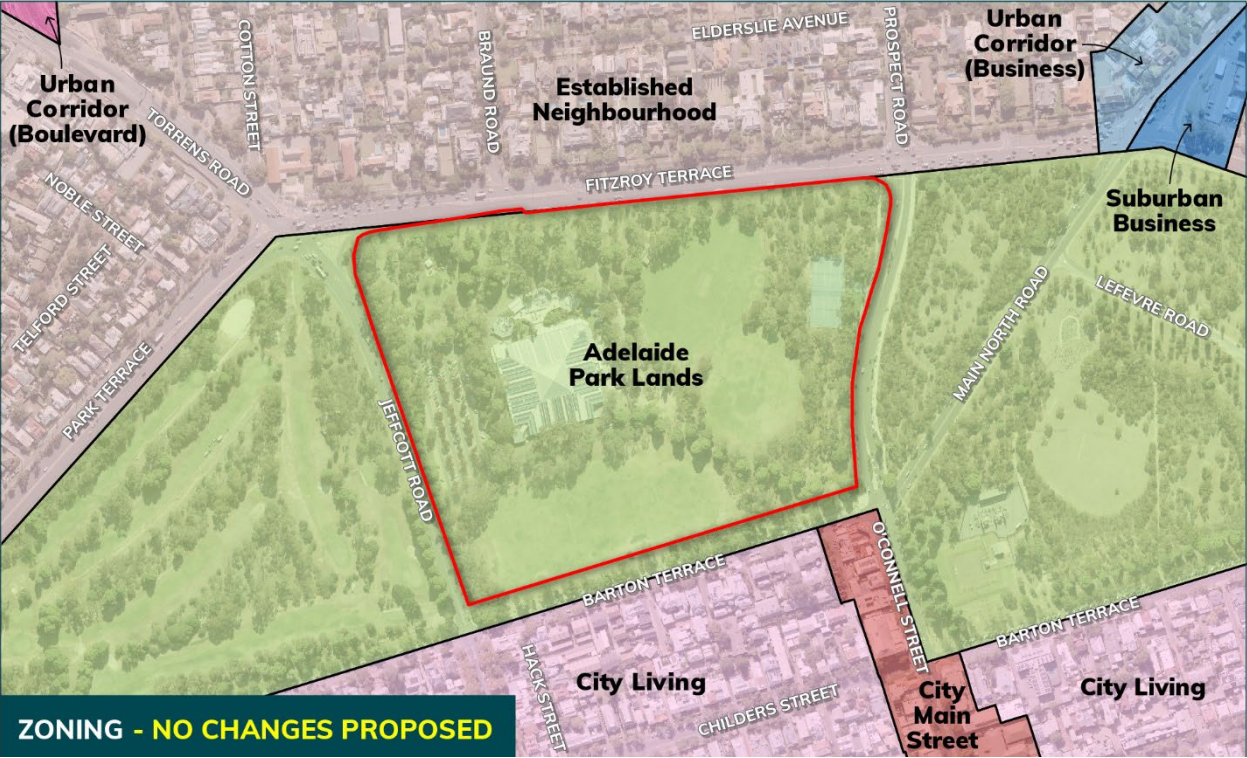 Urban
Corridor
(Boulevard)
TORRENS ROAD
COTTON STREET
BRAUND ROAD
ELDERSLIE AVENUE
PROSPECT ROAD
Established
Neighbourhood
Urban
Corridor
(Business)
FITZROY TERRACE
NOBLE STREET
TELFORD STREET
PARK TERRACE
Suburban
Business
LEFEVRE ROAD
MAIN NORTH ROAD
Adelaide
Park Lands
JEFFCOTT ROAD
BARTON TERRACE
O'CONNELL STREET
BARTON TERRACE
HACK STREET
City Living
CHILDERS STREET
City
Main
Street
City Living
ZONING - NO CHANGES PROPOSED